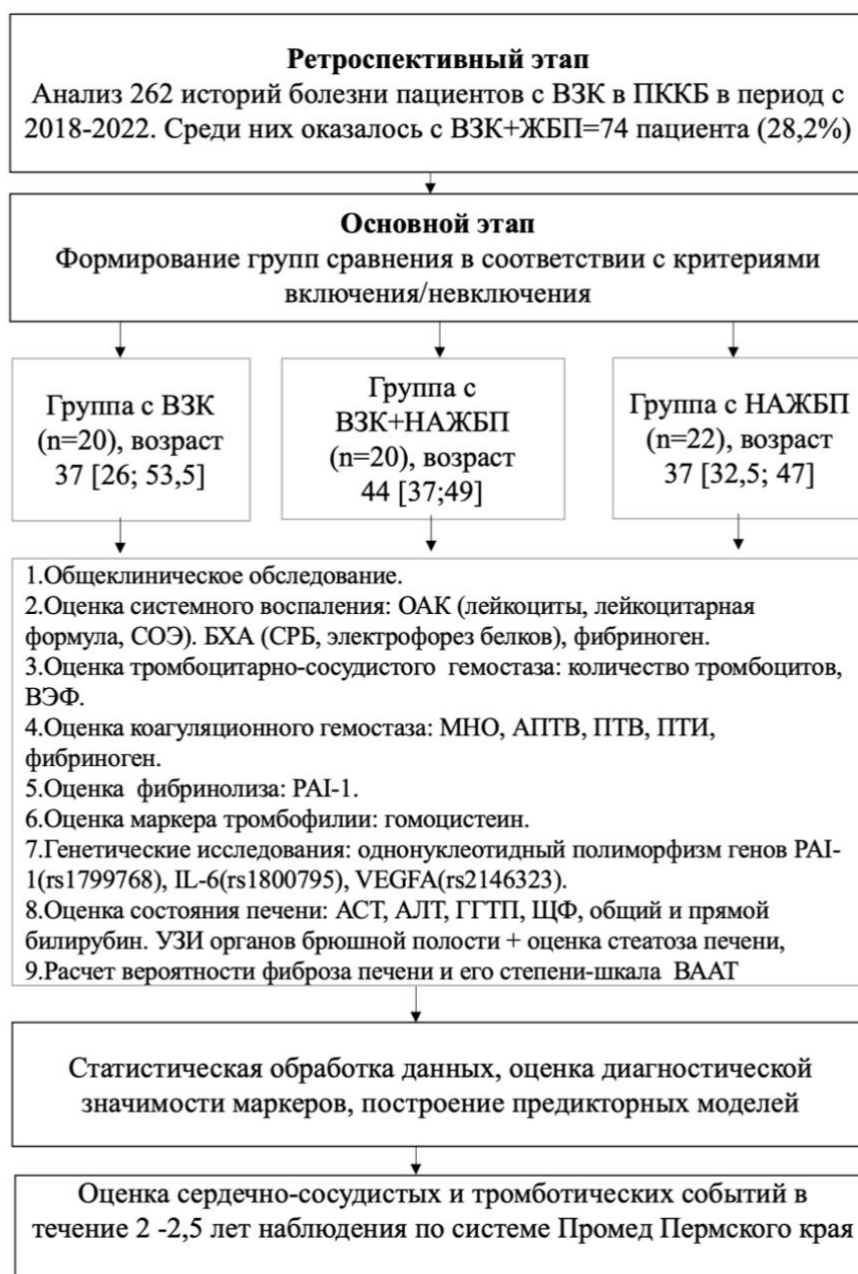 Ретроспективный этап
Анализ 262 историй болезни пациентов с ВЗК в ПККБ в период с
2018-2022. Среди них оказалось с ВЗК+ЖБП=74 пациента (28,2%)
Основной этап
Формирование групп сравнения в соответствии с критериями
включения/невключения
Группа с ВЗК
(n=20), возраст
37 [26; 53,5]
Группа с
ВЗК+НАЖБП
(n=20), возраст
44 [37;49]
Группа с НАЖБП
(n=22), возраст
37 [32,5; 47]
1.Общеклиническое обследование.
2.Оценка системного воспаления: ОАК (лейкоциты, лейкоцитарная
формула, СОЭ). БХА (СРБ, электрофорез белков), фибриноген.
3.Оценка тромбоцитарно-сосудистого гемостаза: количество тромбоцитов,
ВЭФ.
4.Оценка коагуляционного гемостаза: МНО, АПТВ, ПТВ, ПТИ,
фибриноген.
5.Оценка фибринолиза: PAI-1.
6.Оценка маркера тромбофилии: гомоцистеин.
7.Генетические исследования: однонуклеотидный полиморфизм генов PAI-
1(rs1799768), IL-6(rs1800795), VEGFA(rs2146323).
8.Оценка состояния печени: АСТ, АЛТ, ГГТП, ЩФ, общий и прямой
билирубин. УЗИ органов брюшной полости + оценка стеатоза печени,
9.Расчет вероятности фиброза печени и его степени-шкала ВААТ
Статистическая обработка данных, оценка диагностической
значимости маркеров, построение предикторных моделей
Оценка сердечно-сосудистых и тромботических событий в
течение 2 -2,5 лет наблюдения по системе Промед Пермского края